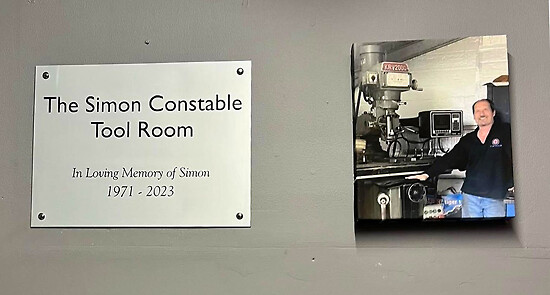 The Simon Constable
Tool Room
In Loving Memory of Simon
1971 - 2023